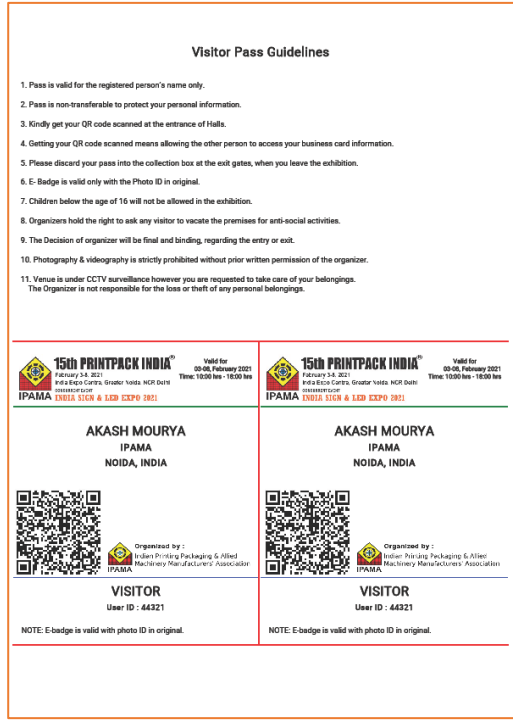 Visitor Pass Guidelines
1. Pass is valid for the registered person's name only.
2. Pass is non-transferable to protect your personal information.
3. Kindly get your QR code scanned at the entrance of Halls.
4. Getting your QR code scanned means allowing the other person to access your business card information.
5. Please discard your pass into the collection box at the exit gates, when you leave the exhibition.
6. E- Badge is valid only with the Photo ID in original.
7. Children below the age of 16 will not be allowed in the exhibition.
8. Organizers hold the right to ask any visitor to vacate the premises for anti-social activities.
9. The Decision of organizer will be final and binding, regarding the entry or exit.
10. Photography & videography is strictly prohibited without prior written permission of the organizer.
11. Venue is under CCTV surveillance however you are requested to take care of your belongings.
The Organizer is not responsible for the loss or theft of any personal belongings.
15th PRINTPACK INDIA®
February 3-8, 2021
India Expo Centre, Greater Noida, NCR Delhi
CONCURRENT EVENT
INDIA SIGN & LED EXPO 2021
IPAMA
Valid for
03-08, February 2021
Time: 10:00 hrs - 18:00 hrs
AKASH MOURYA
IPAMA
NOIDA, INDIA
Organized by :
Indian Printing Packaging & Allied
Machinery Manufacturers' Association
IPAMA
VISITOR
User ID : 44321
NOTE: E-badge is valid with photo ID in original.
15th PRINTPACK INDIA®
February 3-8, 2021
India Expo Centre, Greater Noida, NCR Delhi
CONCURRENT EVENT
INDIA SIGN & LED EXPO 2021
IPAMA
Valid for
03-08, February 2021
Time: 10:00 hrs - 18:00 hrs
AKASH MOURYA
IPAMA
NOIDA, INDIA
Organized by :
Indian Printing Packaging & Allied
Machinery Manufacturers' Association
IPAMA
VISITOR
User ID : 44321
NOTE: E-badge is valid with photo ID in original.